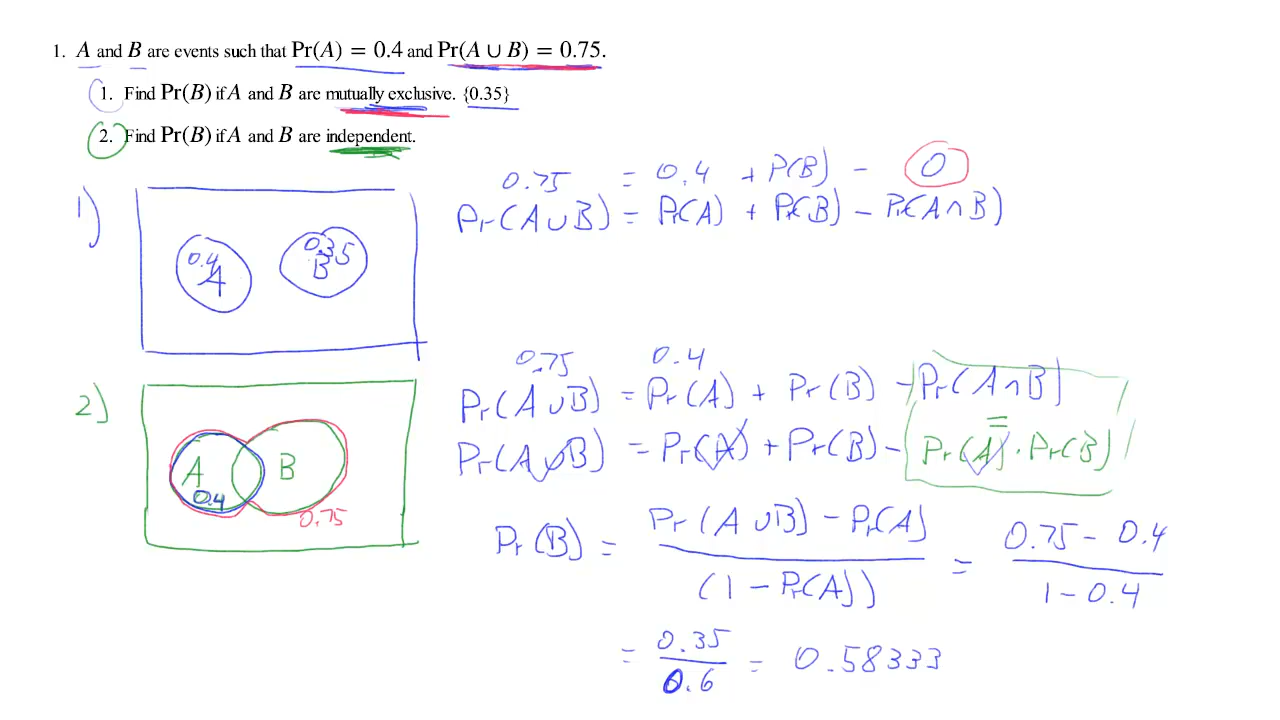 1. A and B are events such that Pr(A) = 0.4 and Pr(A ∪ B) = 0.75.
1. Find Pr(B) if A and B are mutually exclusive. {0.35}
2. Find Pr(B) if A and B are independent.
1)
0.4
A
0.35
B
0.75 = 0.4 + P(B) - 0
Pr(A ∪ B) = Pr(A) + Pr(B) - Pr(A ∩ B)
2)
A
0.4
B
0.75
0.75 0.4
Pr(A ∪ B) = Pr(A) + Pr(B) - Pr(A ∩ B)
Pr(A ∪ B) = Pr(A) + Pr(B) - Pr(A) · Pr(B)
Pr(B) = Pr(A ∪ B) - Pr(A) / (1 - Pr(A)) = 0.75 - 0.4 / 1 - 0.4
= 0.35 / 0.6 = 0.58333